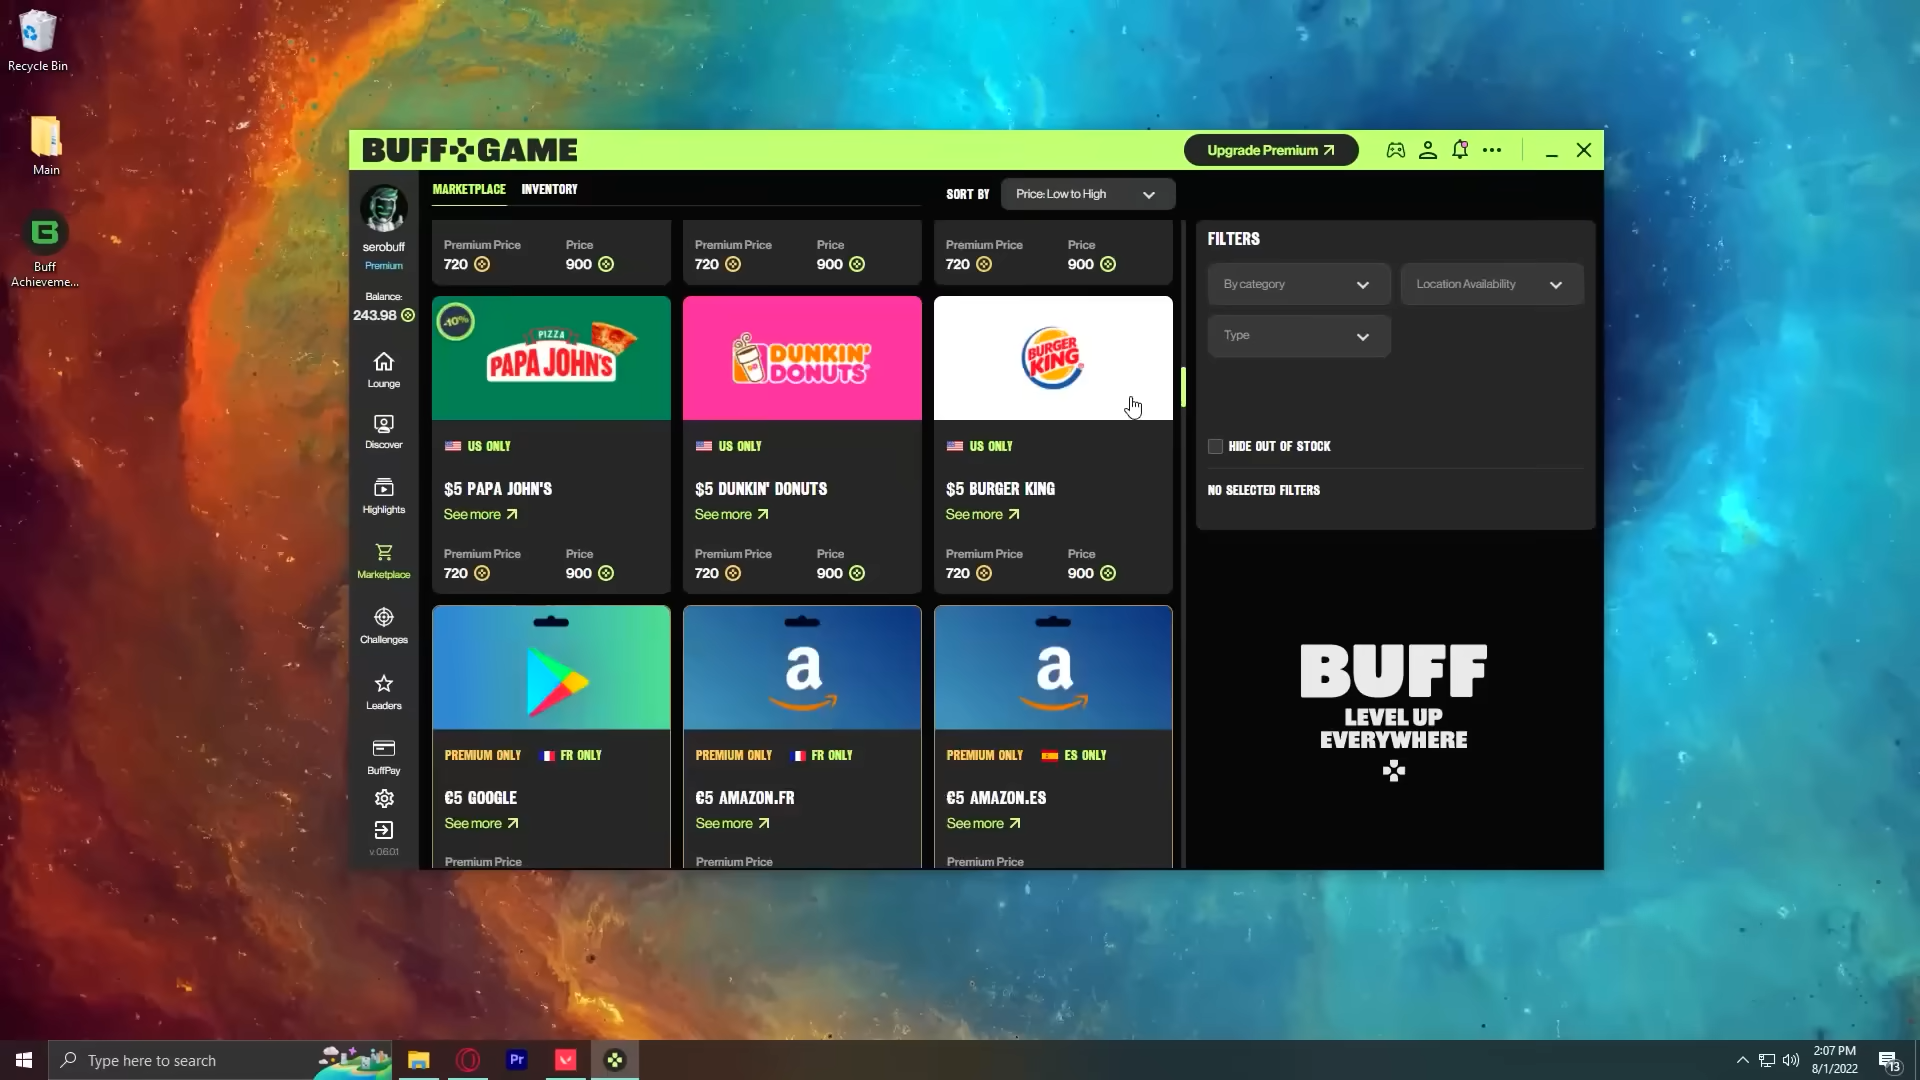 Recycle Bin
Main
Buff
Achieveme...
BUFF GAME
Upgrade Premium
serobuff
Premium
Balance:
243.98
Lounge
Discover
Highlights
Marketplace
Challenges
Leaders
BuffPay
v. 0.6.0.1
MARKETPLACE
INVENTORY
SORT BY
Price: Low to High
Premium Price Price
720 900
Premium Price Price
720 900
Premium Price Price
720 900
-10%
PIZZA
PAPA JOHN'S
US ONLY
$5 PAPA JOHN'S
See more
Premium Price Price
720 900
DUNKIN'
DONUTS
US ONLY
$5 DUNKIN' DONUTS
See more
Premium Price Price
720 900
BURGER
KING
US ONLY
$5 BURGER KING
See more
Premium Price Price
720 900
PREMIUM ONLY FR ONLY
€5 GOOGLE
See more
Premium Price
a
PREMIUM ONLY FR ONLY
€5 AMAZON.FR
See more
Premium Price
a
PREMIUM ONLY ES ONLY
€5 AMAZON.ES
See more
Premium Price
FILTERS
By category
Location Availability
Type
HIDE OUT OF STOCK
NO SELECTED FILTERS
BUFF
LEVEL UP
EVERYWHERE
Type here to search
Pr
2:07 PM
8/1/2022
13